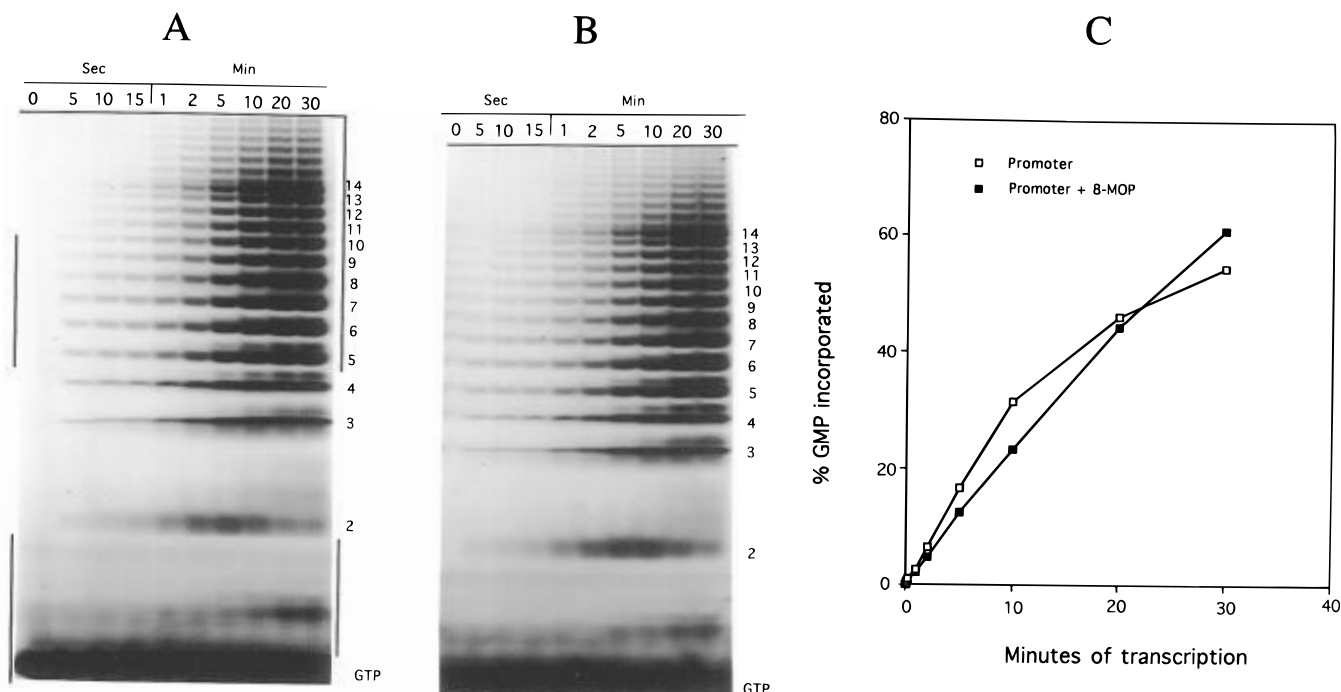 A
Sec Min
0 5 10 15 1 2 5 10 20 30
14
13
12
11
10
9
8
7
6
5
4
3
2
GTP
B
Sec Min
0 5 10 15 1 2 5 10 20 30
14
13
12
11
10
9
8
7
6
5
4
3
2
GTP
C
80
60
40
20
0
% GMP incorporated
Promoter
Promoter + 8-MOP
0 10 20 30 40
Minutes of transcription